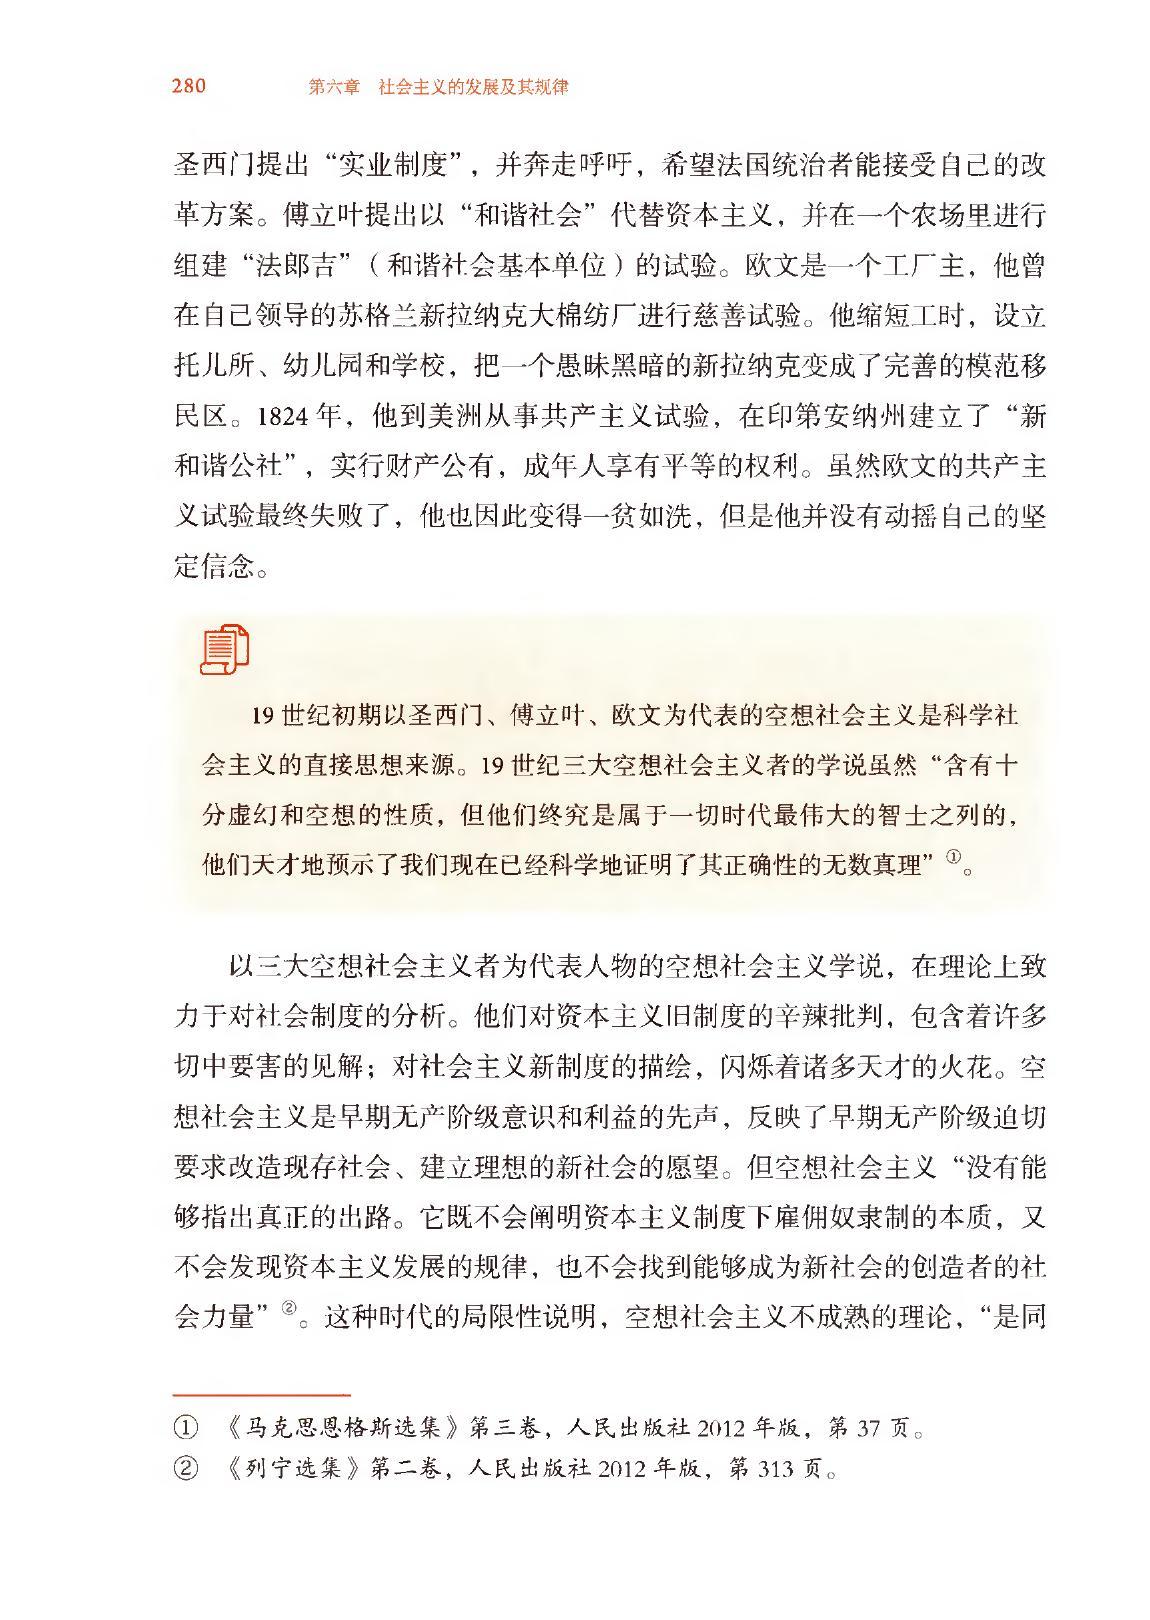 280 第六章 社会主义的发展及其规律
圣西门提出“实业制度”，并奔走呼吁，希望法国统治者能接受自己的改
革方案。傅立叶提出以“和谐社会”代替资本主义，并在一个农场里进行
组建“法郎吉”（和谐社会基本单位）的试验。欧文是一个工厂主，他曾
在自己领导的苏格兰新拉纳克大棉纺厂进行慈善试验。他缩短工时，设立
托儿所、幼儿园和学校，把一个愚昧黑暗的新拉纳克变成了完善的模范移
民区。1824 年，他到美洲从事共产主义试验，在印第安纳州建立了“新
和谐公社”，实行财产公有，成年人享有平等的权利。虽然欧文的共产主
义试验最终失败了，他也因此变得一贫如洗，但是他并没有动摇自己的坚
定信念。
19 世纪初期以圣西门、傅立叶、欧文为代表的空想社会主义是科学社
会主义的直接思想来源。19 世纪三大空想社会主义者的学说虽然“含有十
分虚幻和空想的性质，但他们终究是属于一切时代最伟大的智士之列的，
他们天才地预示了我们现在已经科学地证明了其正确性的无数真理”①。
以三大空想社会主义者为代表人物的空想社会主义学说，在理论上致
力于对社会制度的分析。他们对资本主义旧制度的辛辣批判，包含着许多
切中要害的见解；对社会主义新制度的描绘，闪烁着诸多天才的火花。空
想社会主义是早期无产阶级意识和利益的先声，反映了早期无产阶级迫切
要求改造现存社会、建立理想的新社会的愿望。但空想社会主义“没有能
够指出真正的出路。它既不会阐明资本主义制度下雇佣奴隶制的本质，又
不会发现资本主义发展的规律，也不会找到能够成为新社会的创造者的社
会力量”②。这种时代的局限性说明，空想社会主义不成熟的理论，“是同
① 《马克思恩格斯选集》第三卷，人民出版社 2012 年版，第 37 页。
② 《列宁选集》第二卷，人民出版社 2012 年版，第 313 页。